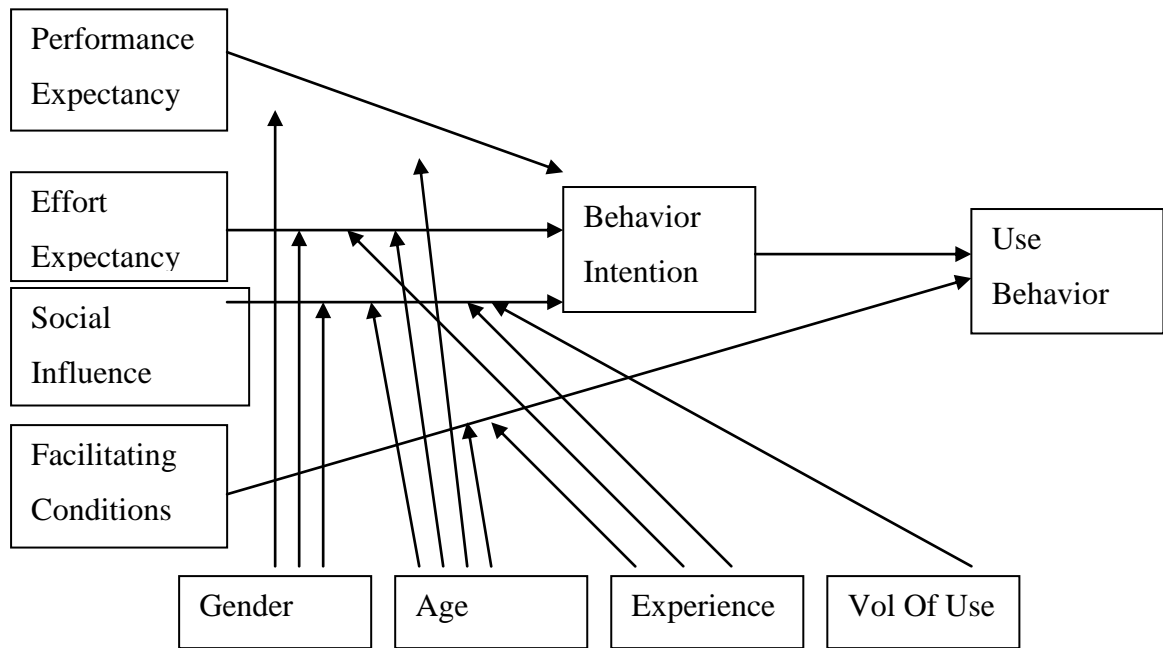 Performance
Expectancy
Effort
Expectancy
Social
Influence
Facilitating
Conditions
Behavior
Intention
Use
Behavior
Gender
Age
Experience
Vol Of Use